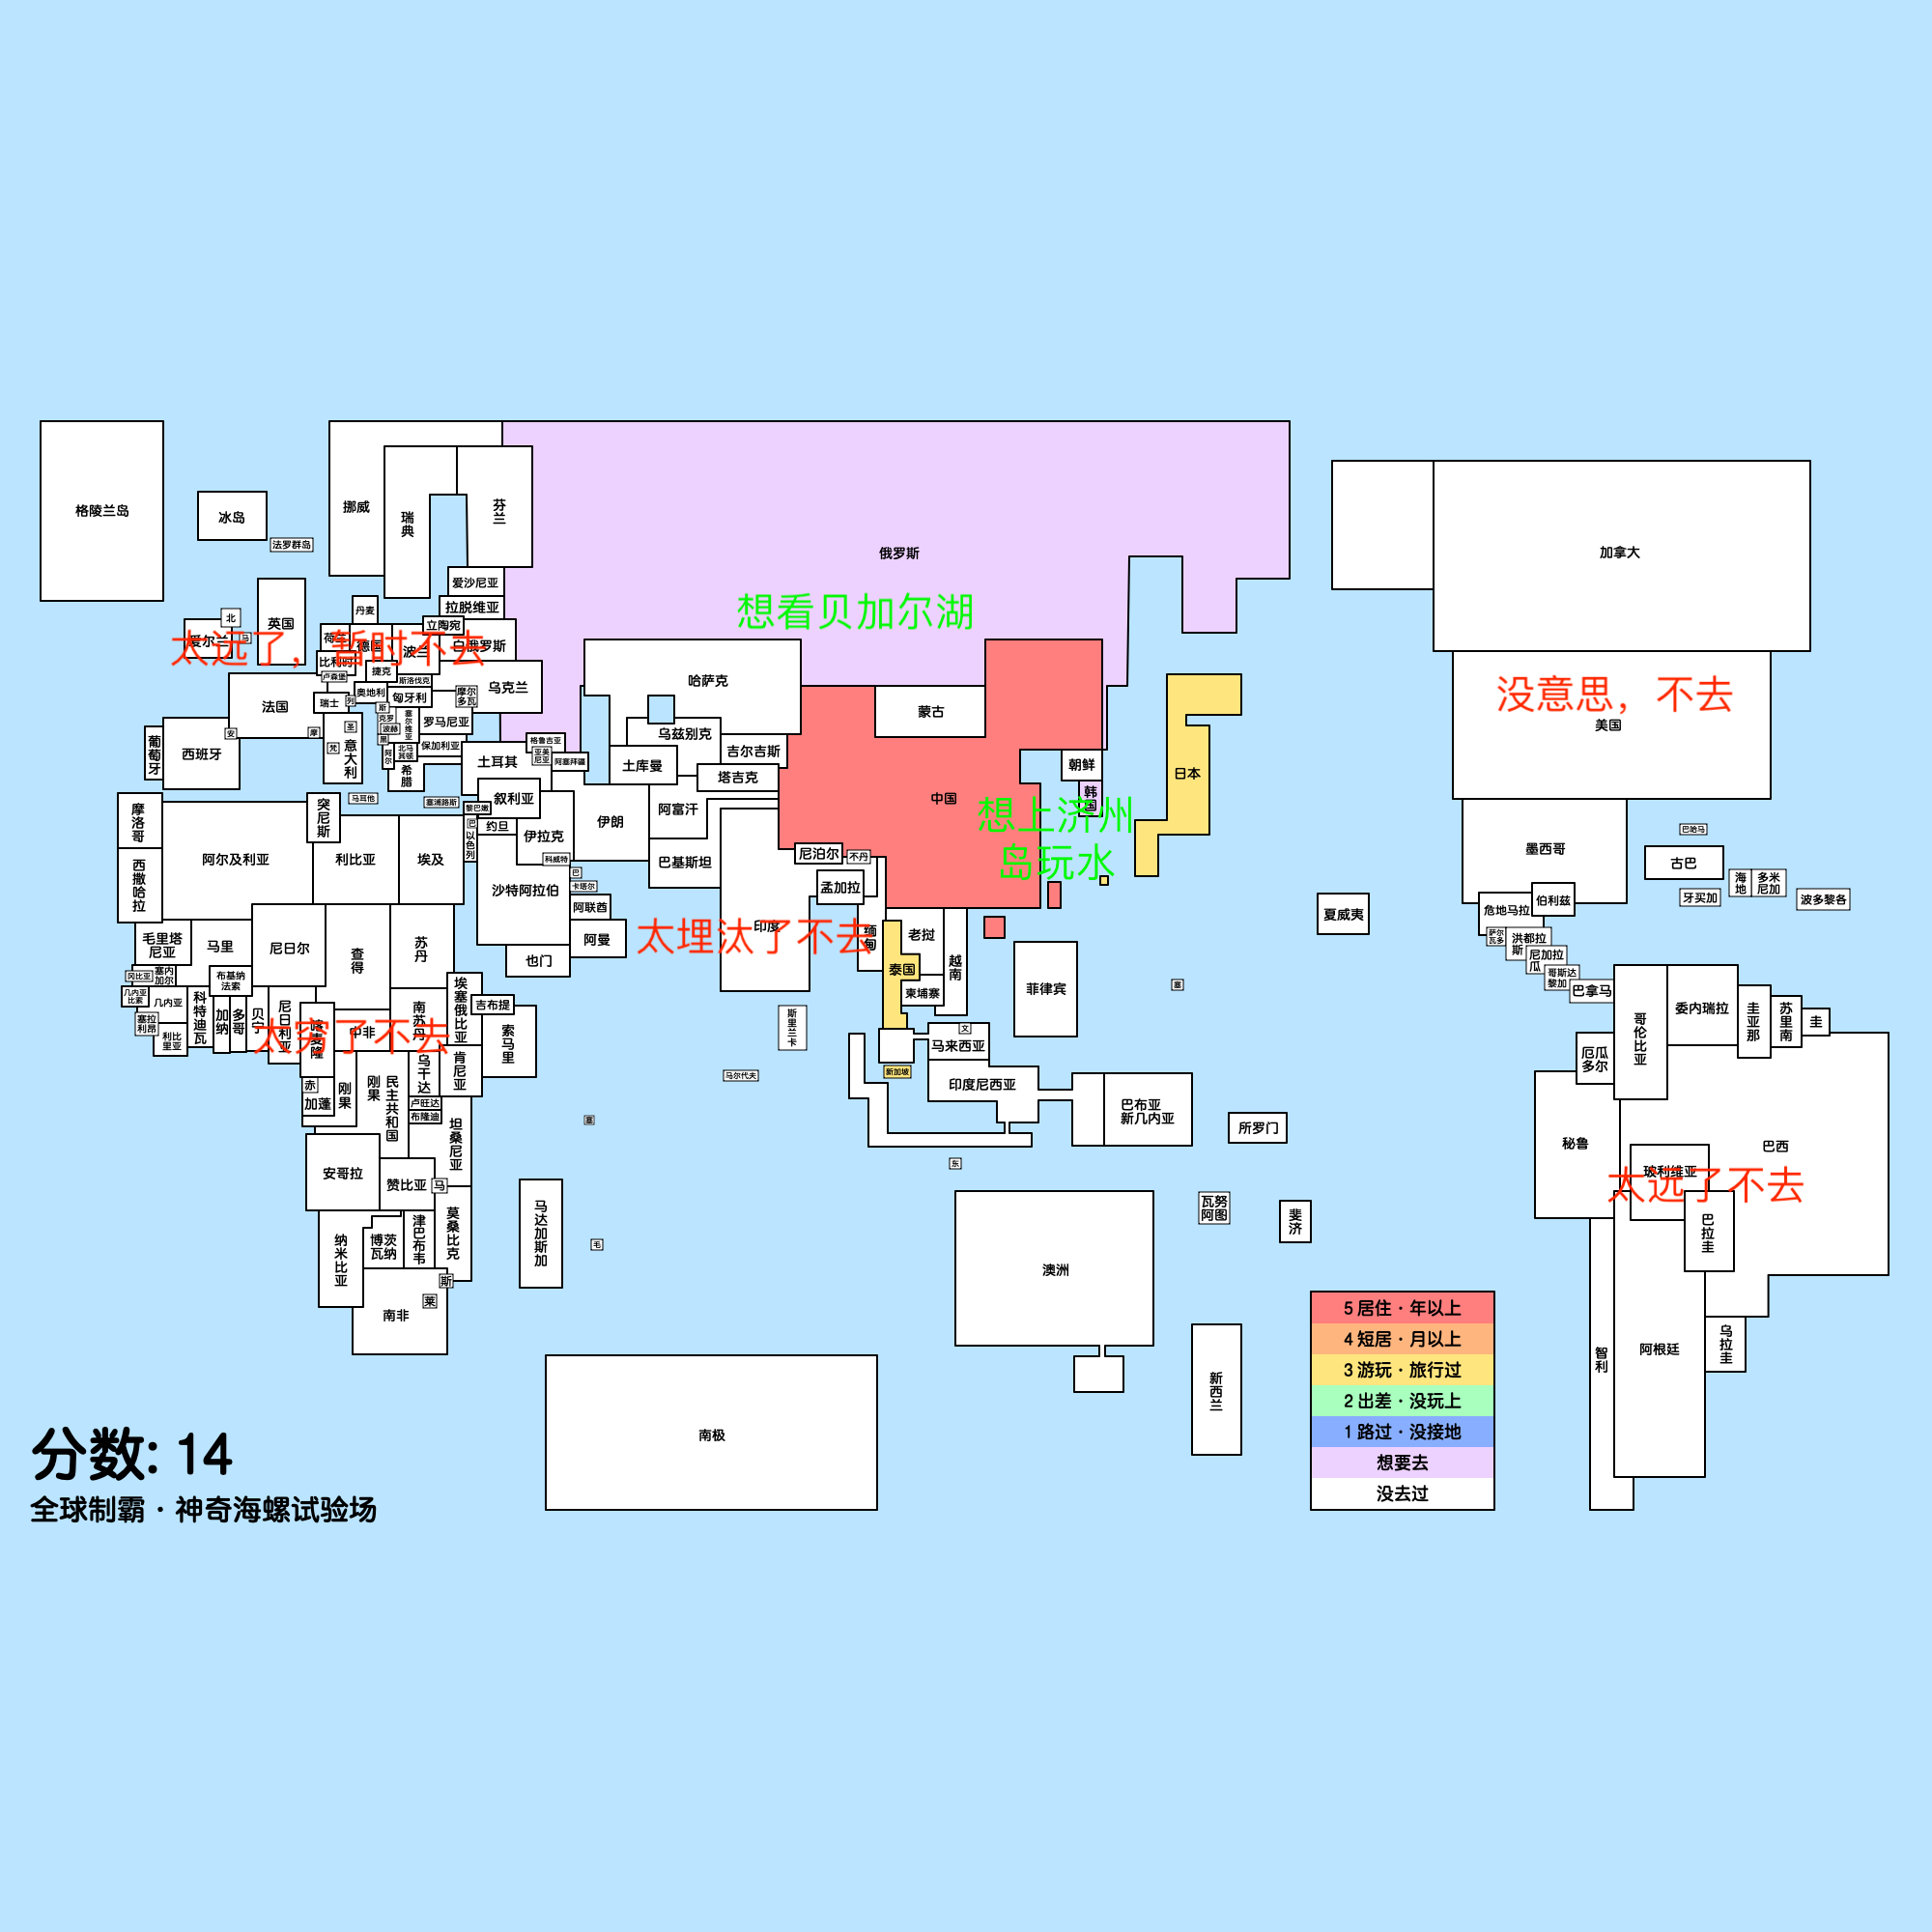 格陵兰岛
冰岛
法罗群岛
挪威
瑞典
芬兰
俄罗斯
加拿大
想看贝加尔湖
爱沙尼亚
拉脱维亚
立陶宛
白俄罗斯
丹麦
北
英国
爱尔兰
马
荷兰
德国
波兰
太远了，暂时不去
比利时
卢森堡
捷克
斯洛伐克
奥地利
匈牙利
摩尔多瓦
乌克兰
法国
瑞士
列
斯
克罗
波赫
黑
塞尔维亚
罗马尼亚
保加利亚
阿尔
北马其顿
希腊
葡萄牙
西班牙
安
摩
圣
梵
意大利
马耳他
塞浦路斯
土耳其
格鲁吉亚
亚美尼亚
阿塞拜疆
哈萨克
乌兹别克
吉尔吉斯
土库曼
塔吉克
蒙古
中国
朝鲜
韩国
日本
想上济州
岛玩水
没意思，不去
美国
摩洛哥
西撒哈拉
阿尔及利亚
突尼斯
利比亚
埃及
黎巴嫩
叙利亚
巴
以色列
约旦
伊拉克
科威特
伊朗
阿富汗
巴基斯坦
沙特阿拉伯
巴
卡塔尔
阿联酋
阿曼
也门
尼泊尔
不丹
孟加拉
印度
太埋汰了不去
缅甸
老挝
泰国
越南
柬埔寨
菲律宾
塞
夏威夷
墨西哥
巴哈马
古巴
海地
多米尼加
牙买加
波多黎各
伯利兹
危地马拉
萨尔瓦多
洪都拉斯
尼加拉瓜
哥斯达黎加
巴拿马
毛里塔尼亚
马里
尼日尔
查得
苏丹
冈比亚
塞内加尔
布基纳法索
几内亚比索
几内亚
塞拉利昂
利比里亚
科特迪瓦
加纳
多哥
贝宁
尼日利亚
喀麦隆
中非
南苏丹
埃塞俄比亚
吉布提
索马里
太穷了不去
赤
加蓬
刚果
刚果
民主共和国
乌干达
肯尼亚
卢旺达
布隆迪
坦桑尼亚
安哥拉
赞比亚
马
莫桑比克
纳米比亚
博茨瓦纳
津巴布韦
斯
莱
南非
马达加斯加
毛
塞
斯里兰卡
马尔代夫
文
马来西亚
新加坡
印度尼西亚
东
巴布亚
新几内亚
所罗门
瓦努阿图
斐济
澳洲
新西兰
南极
哥伦比亚
委内瑞拉
圭亚那
苏里南
圭
厄瓜多尔
秘鲁
巴西
玻利维亚
太远了不去
巴拉圭
智利
阿根廷
乌拉圭
5 居住 · 年以上
4 短居 · 月以上
3 游玩 · 旅行过
2 出差 · 没玩上
1 路过 · 没接地
想要去
没去过
分数: 14
全球制霸 · 神奇海螺试验场